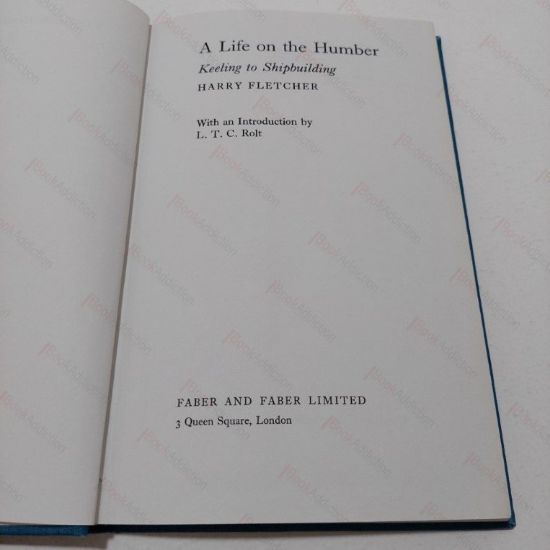 A Life on the Humber
Keeling to Shipbuilding
HARRY FLETCHER
With an Introduction by
L. T. C. Rolt
FABER AND FABER LIMITED
3 Queen Square, London
BookAddiction